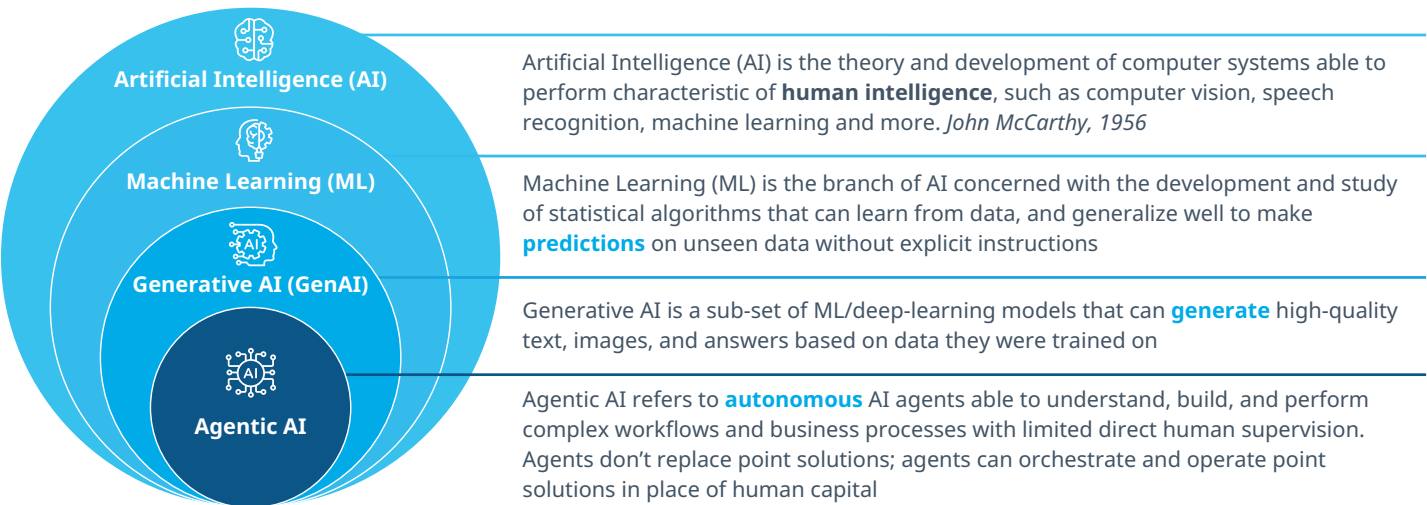 Artificial Intelligence (AI)
Artificial Intelligence (AI) is the theory and development of computer systems able to
perform characteristic of human intelligence, such as computer vision, speech
recognition, machine learning and more. John McCarthy, 1956
Machine Learning (ML)
Machine Learning (ML) is the branch of AI concerned with the development and study
of statistical algorithms that can learn from data, and generalize well to make
predictions on unseen data without explicit instructions
AI
Generative AI (GenAI)
Generative AI is a sub-set of ML/deep-learning models that can generate high-quality
text, images, and answers based on data they were trained on
AI
Agentic AI
Agentic AI refers to autonomous AI agents able to understand, build, and perform
complex workflows and business processes with limited direct human supervision.
Agents don’t replace point solutions; agents can orchestrate and operate point
solutions in place of human capital